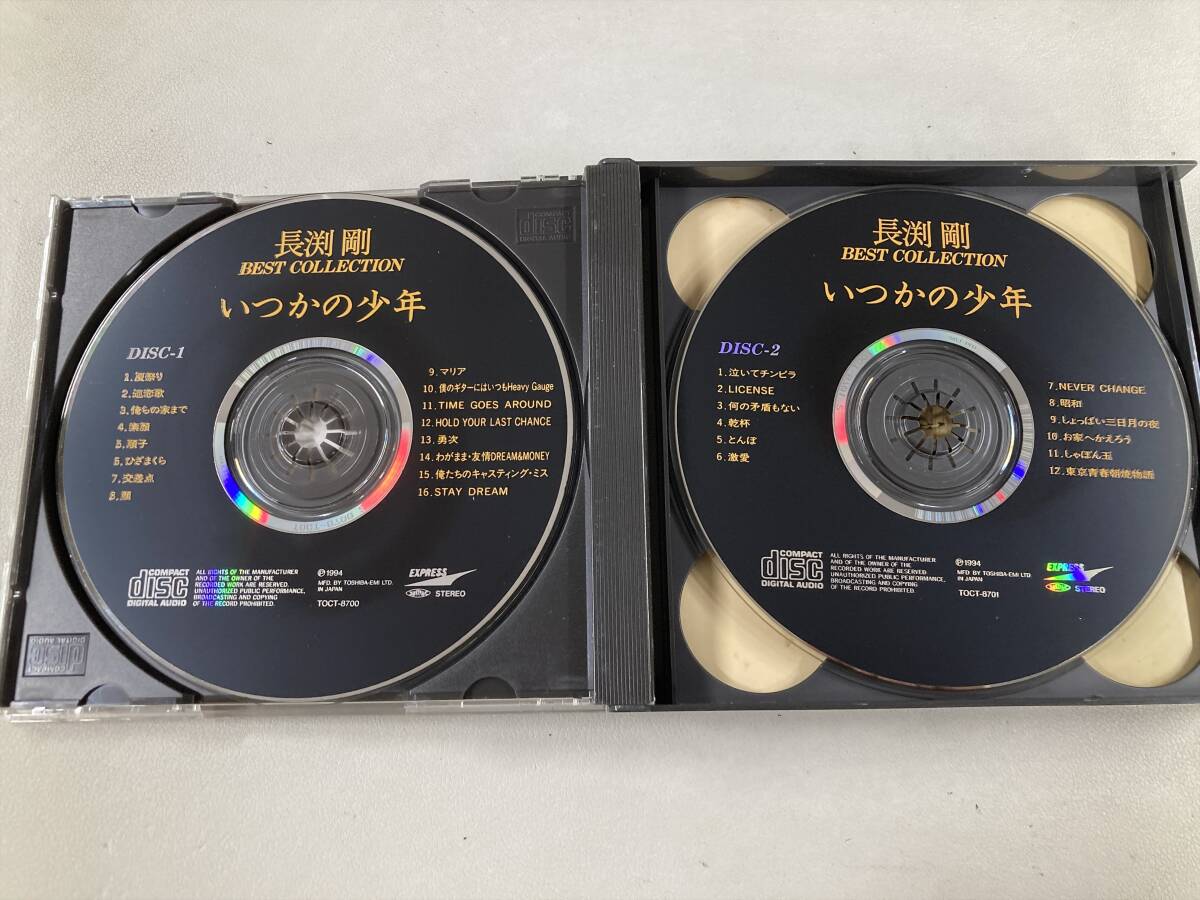 長渕 剛
BEST COLLECTION
いつかの少年
DISC-1
1.夏祭り
2.巡恋歌
3.俺らの家まで
4.素顔
5.順子
6.ひざまくら
7.交差点
8.顔
9.マリア
10.僕のギターにはいつもHeavy Gauge
11.TIME GOES AROUND
12.HOLD YOUR LAST CHANCE
13.勇次
14.わがまま・友情DREAM&MONEY
15.俺たちのキャスティング・ミス
16.STAY DREAM
COMPACT
disc
DIGITAL AUDIO
ALL RIGHTS OF THE MANUFACTURER
AND OF THE OWNER OF THE
RECORDED WORK ARE RESERVED.
UNAUTHORIZED PUBLIC PERFORMANCE,
BROADCASTING AND COPYING
OF THE RECORD PROHIBITED.
℗1994
MFD. BY TOSHIBA-EMI LTD.
IN JAPAN
TOCT-8700
EXPRESS
STEREO
COMPACT
disc
DIGITAL AUDIO
COMPACT
disc
DIGITAL AUDIO
長渕 剛
BEST COLLECTION
いつかの少年
DISC-2
1.泣いてチンピラ
2.LICENSE
3.何の矛盾もない
4.乾杯
5.とんぼ
6.激愛
7.NEVER CHANGE
8.昭和
9.しょっぱい三日月の夜
10.お家へかえろう
11.しゃぼん玉
12.東京青春朝焼物語
COMPACT
disc
DIGITAL AUDIO
ALL RIGHTS OF THE MANUFACTURER
AND OF THE OWNER OF THE
RECORDED WORK ARE RESERVED.
UNAUTHORIZED PUBLIC PERFORMANCE,
BROADCASTING AND COPYING
OF THE RECORD PROHIBITED.
℗1994
MFD. BY TOSHIBA-EMI LTD.
IN JAPAN
TOCT-8701
EXPRESS
STEREO